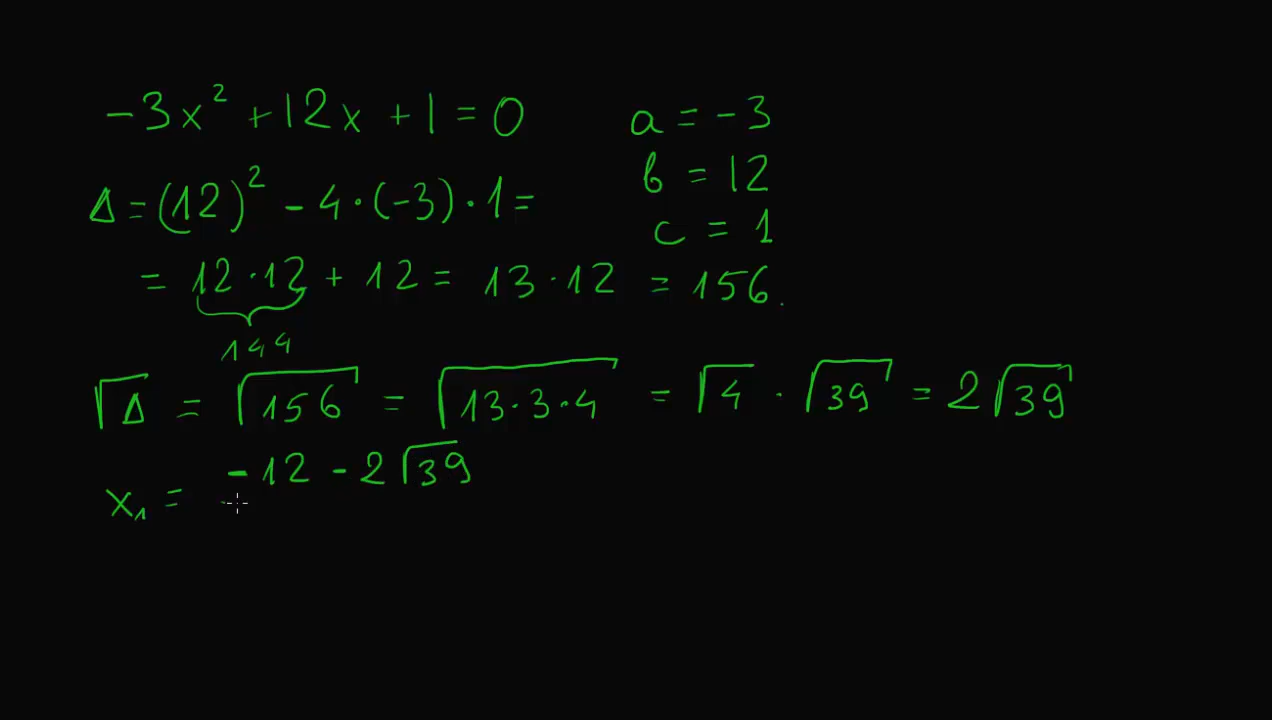 -3x² +12x +1 = 0
a = -3
Δ = (12)² - 4·(-3)·1 =
b = 12
c = 1
= 12·12 + 12 = 13·12 = 156.
144
√Δ = √156 = √13·3·4 = √4 · √39 = 2√39
-12 - 2√39
x₁ =